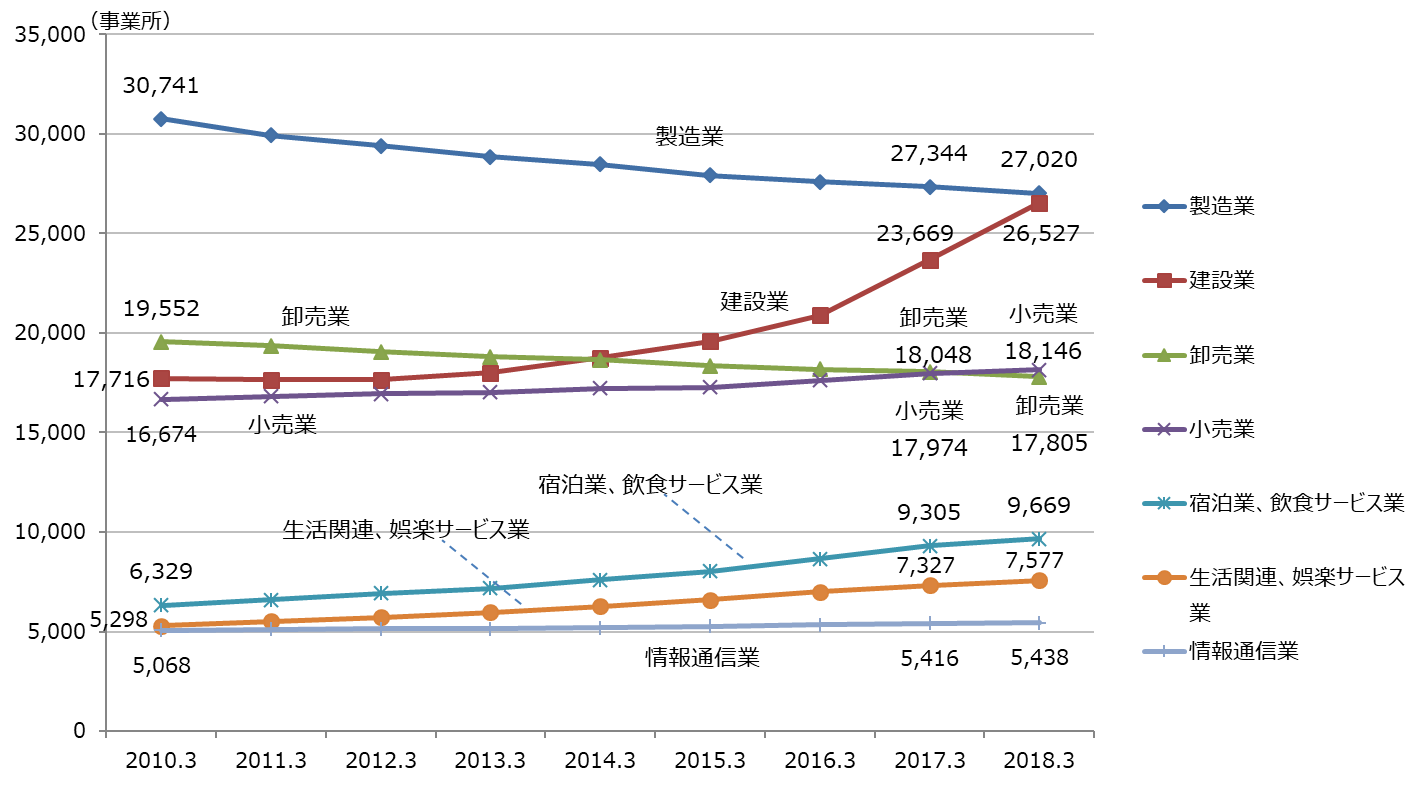 （事業所）
35,000
30,000
25,000
20,000
15,000
10,000
5,000
0
30,741
製造業
27,344
27,020
23,669
26,527
19,552
卸売業
建設業
卸売業
小売業
17,716
18,048
18,146
16,674
小売業
小売業
卸売業
17,974
17,805
宿泊業、飲食サービス業
生活関連、娯楽サービス業
9,305
9,669
6,329
7,327
7,577
5,298
5,068
情報通信業
5,416
5,438
2010.3 2011.3 2012.3 2013.3 2014.3 2015.3 2016.3 2017.3 2018.3
製造業
建設業
卸売業
小売業
宿泊業、飲食サービス業
生活関連、娯楽サービス
業
情報通信業